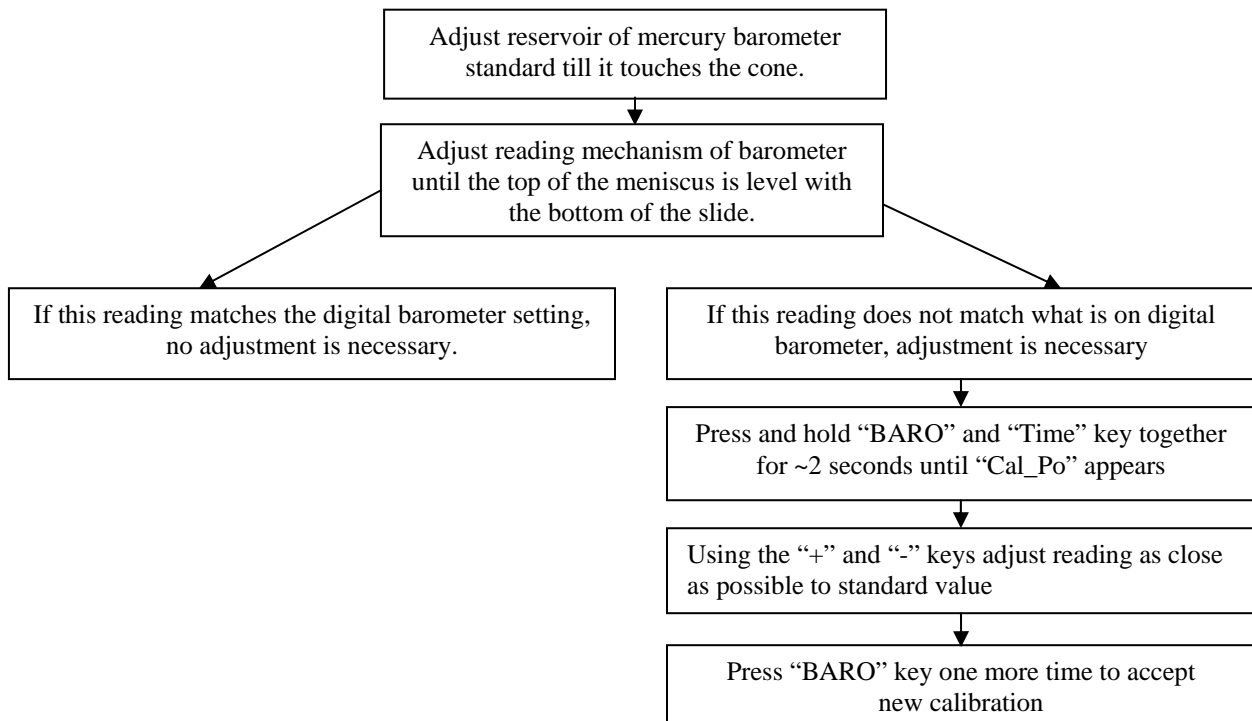 Adjust reservoir of mercury barometer
standard till it touches the cone.
Adjust reading mechanism of barometer
until the top of the meniscus is level with
the bottom of the slide.
If this reading matches the digital barometer setting,
no adjustment is necessary.
If this reading does not match what is on digital
barometer, adjustment is necessary
Press and hold “BARO” and “Time” key together
for ~2 seconds until “Cal_Po” appears
Using the “+” and “-” keys adjust reading as close
as possible to standard value
Press “BARO” key one more time to accept
new calibration